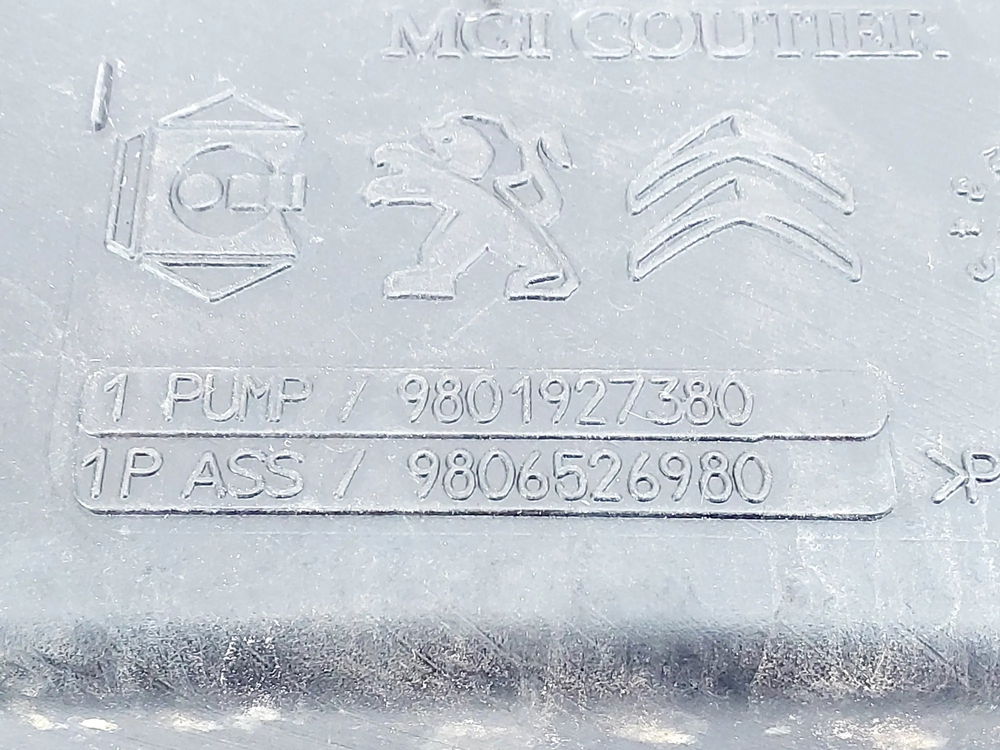 MGI COUTIER
1 PUMP / 9801927380
1P ASS / 9806526980
>P